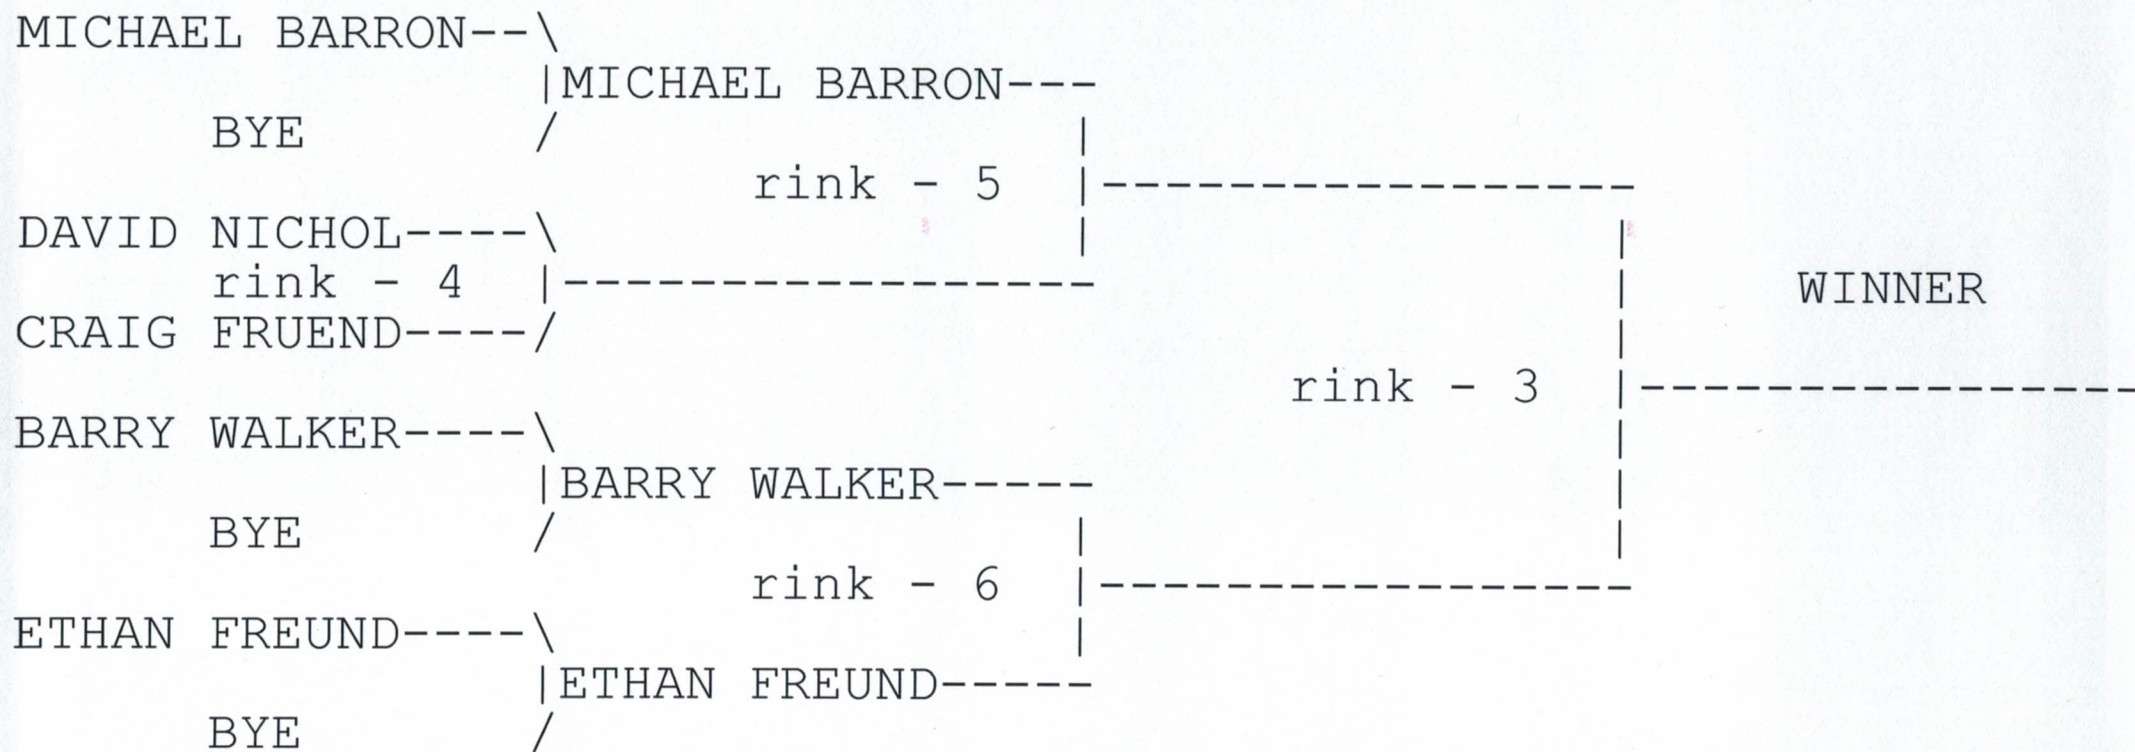 MICHAEL BARRON--\
|MICHAEL BARRON---
BYE /
rink - 5 |-----------------
DAVID NICHOL----\
rink - 4 |-----------------
WINNER
CRAIG FRUEND----/
rink - 3 |----------------
BARRY WALKER----\
|BARRY WALKER-----
BYE /
rink - 6 |-----------------
ETHAN FREUND----\
|ETHAN FREUND-----
BYE /